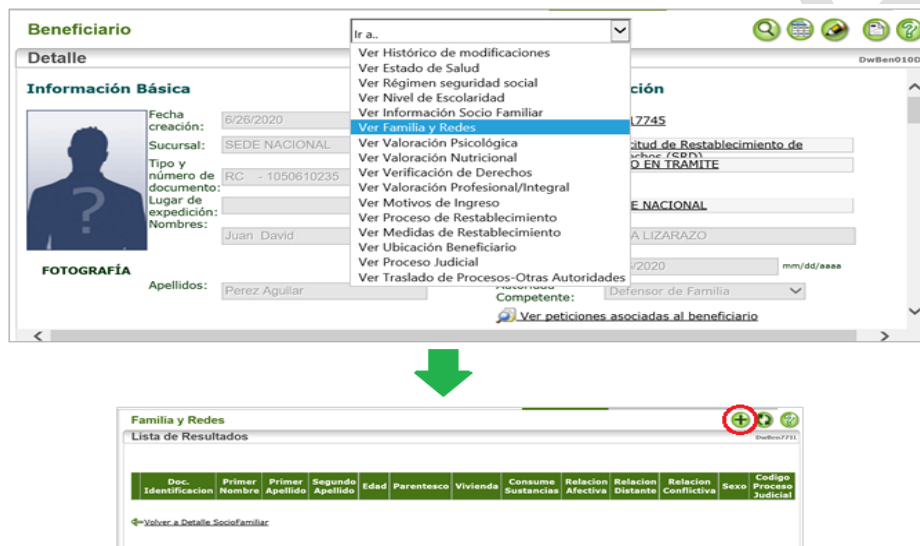 Beneficiario
Ir a..
Detalle
DwBen010D
Ver Histórico de modificaciones
Ver Estado de Salud
Ver Régimen seguridad social
Ver Nivel de Escolaridad
Ver Información Socio Familiar
Ver Familia y Redes
Ver Valoración Psicológica
Ver Valoración Nutricional
Ver Verificación de Derechos
Ver Valoración Profesional/Integral
Ver Motivos de Ingreso
Ver Proceso de Restablecimiento
Ver Medidas de Restablecimiento
Ver Ubicación Beneficiario
Ver Proceso Judicial
Ver Traslado de Procesos-Otras Autoridades
Información Básica
ción
Fecha creación:
6/26/2020
17745
Sucursal:
SEDE NACIONAL
citud de Restablecimiento de
O EN TRAMITE
Tipo y número de documento:
RC - 1050610235
Lugar de expedición:
E NACIONAL
Nombres:
Juan David
A LIZARAZO
FOTOGRAFÍA
/2020
mm/dd/aaaa
Apellidos:
Perez Aguilar
Competente:
Defensor de Familia
Ver peticiones asociadas al beneficiario
Familia y Redes
Lista de Resultados
DwBen7711
Doc. Identificacion Primer Nombre Primer Apellido Segundo Apellido Edad Parentesco Vivienda Consume Sustancias Relacion Afectiva Relacion Distante Relacion Conflictiva Sexo Codigo Proceso Judicial
Volver a Detalle SocioFamiliar